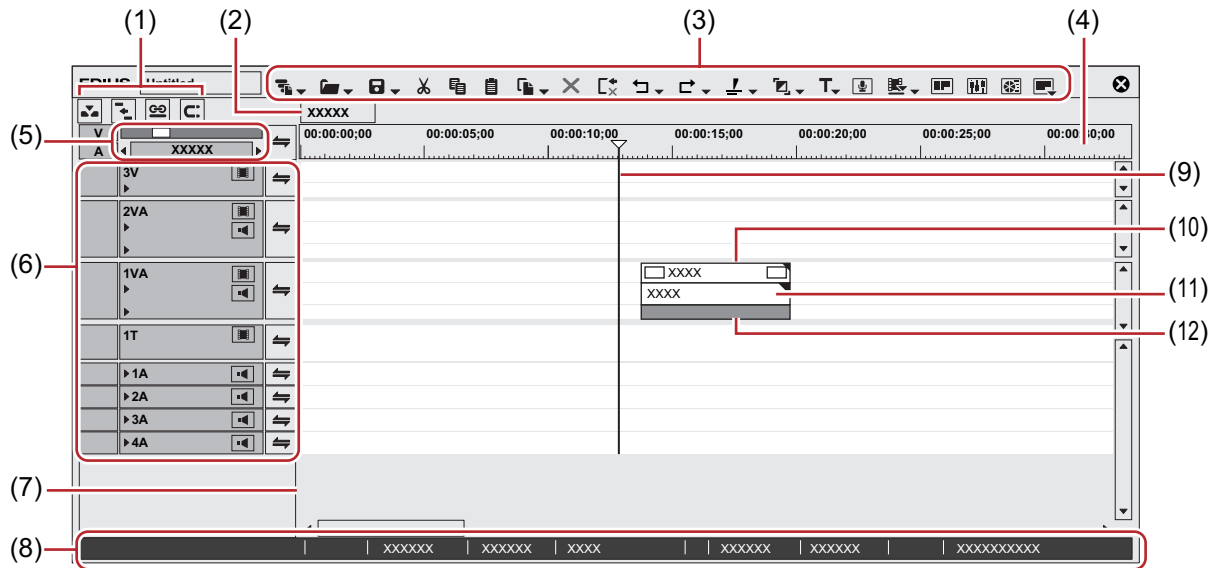 (1) (2) (3) (4)
EDIUS Untitled
T
XXXXX
(5) V A XXXXX
00:00:00;00 00:00:05;00 00:00:10;00 00:00:15;00 00:00:20;00 00:00:25;00 00:00:30;00
3V
(9)
2VA
(10)
(6)
1VA
XXXX
XXXX
(11)
(12)
1T
1A
2A
3A
4A
(7)
(8)
XXXXXX XXXXXX XXXX XXXXXX XXXXXX XXXXXXXXXX